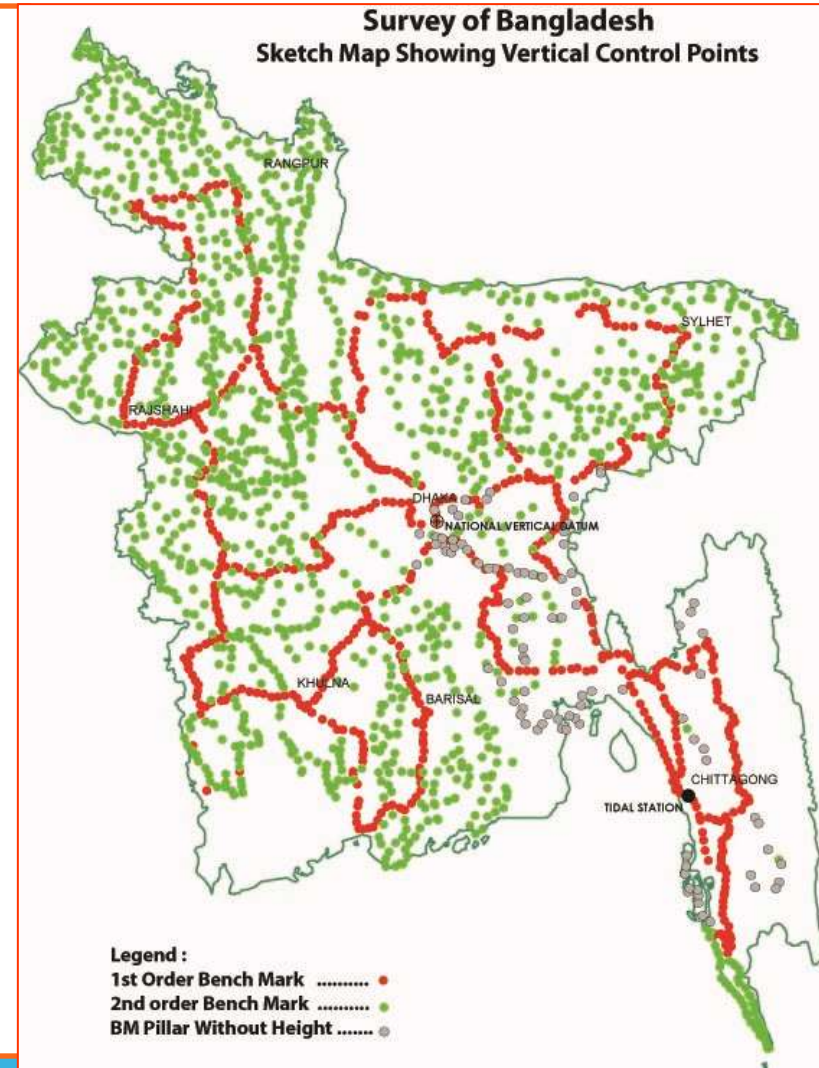 Survey of Bangladesh
Sketch Map Showing Vertical Control Points
RANGPUR
SYLHET
RAJSHAHI
DHAKA
NATIONAL VERTICAL DATUM
KHULNA
BARISAL
CHITTAGONG
TIDAL STATION
Legend :
1st Order Bench Mark ..........
2nd order Bench Mark ..........
BM Pillar Without Height .......